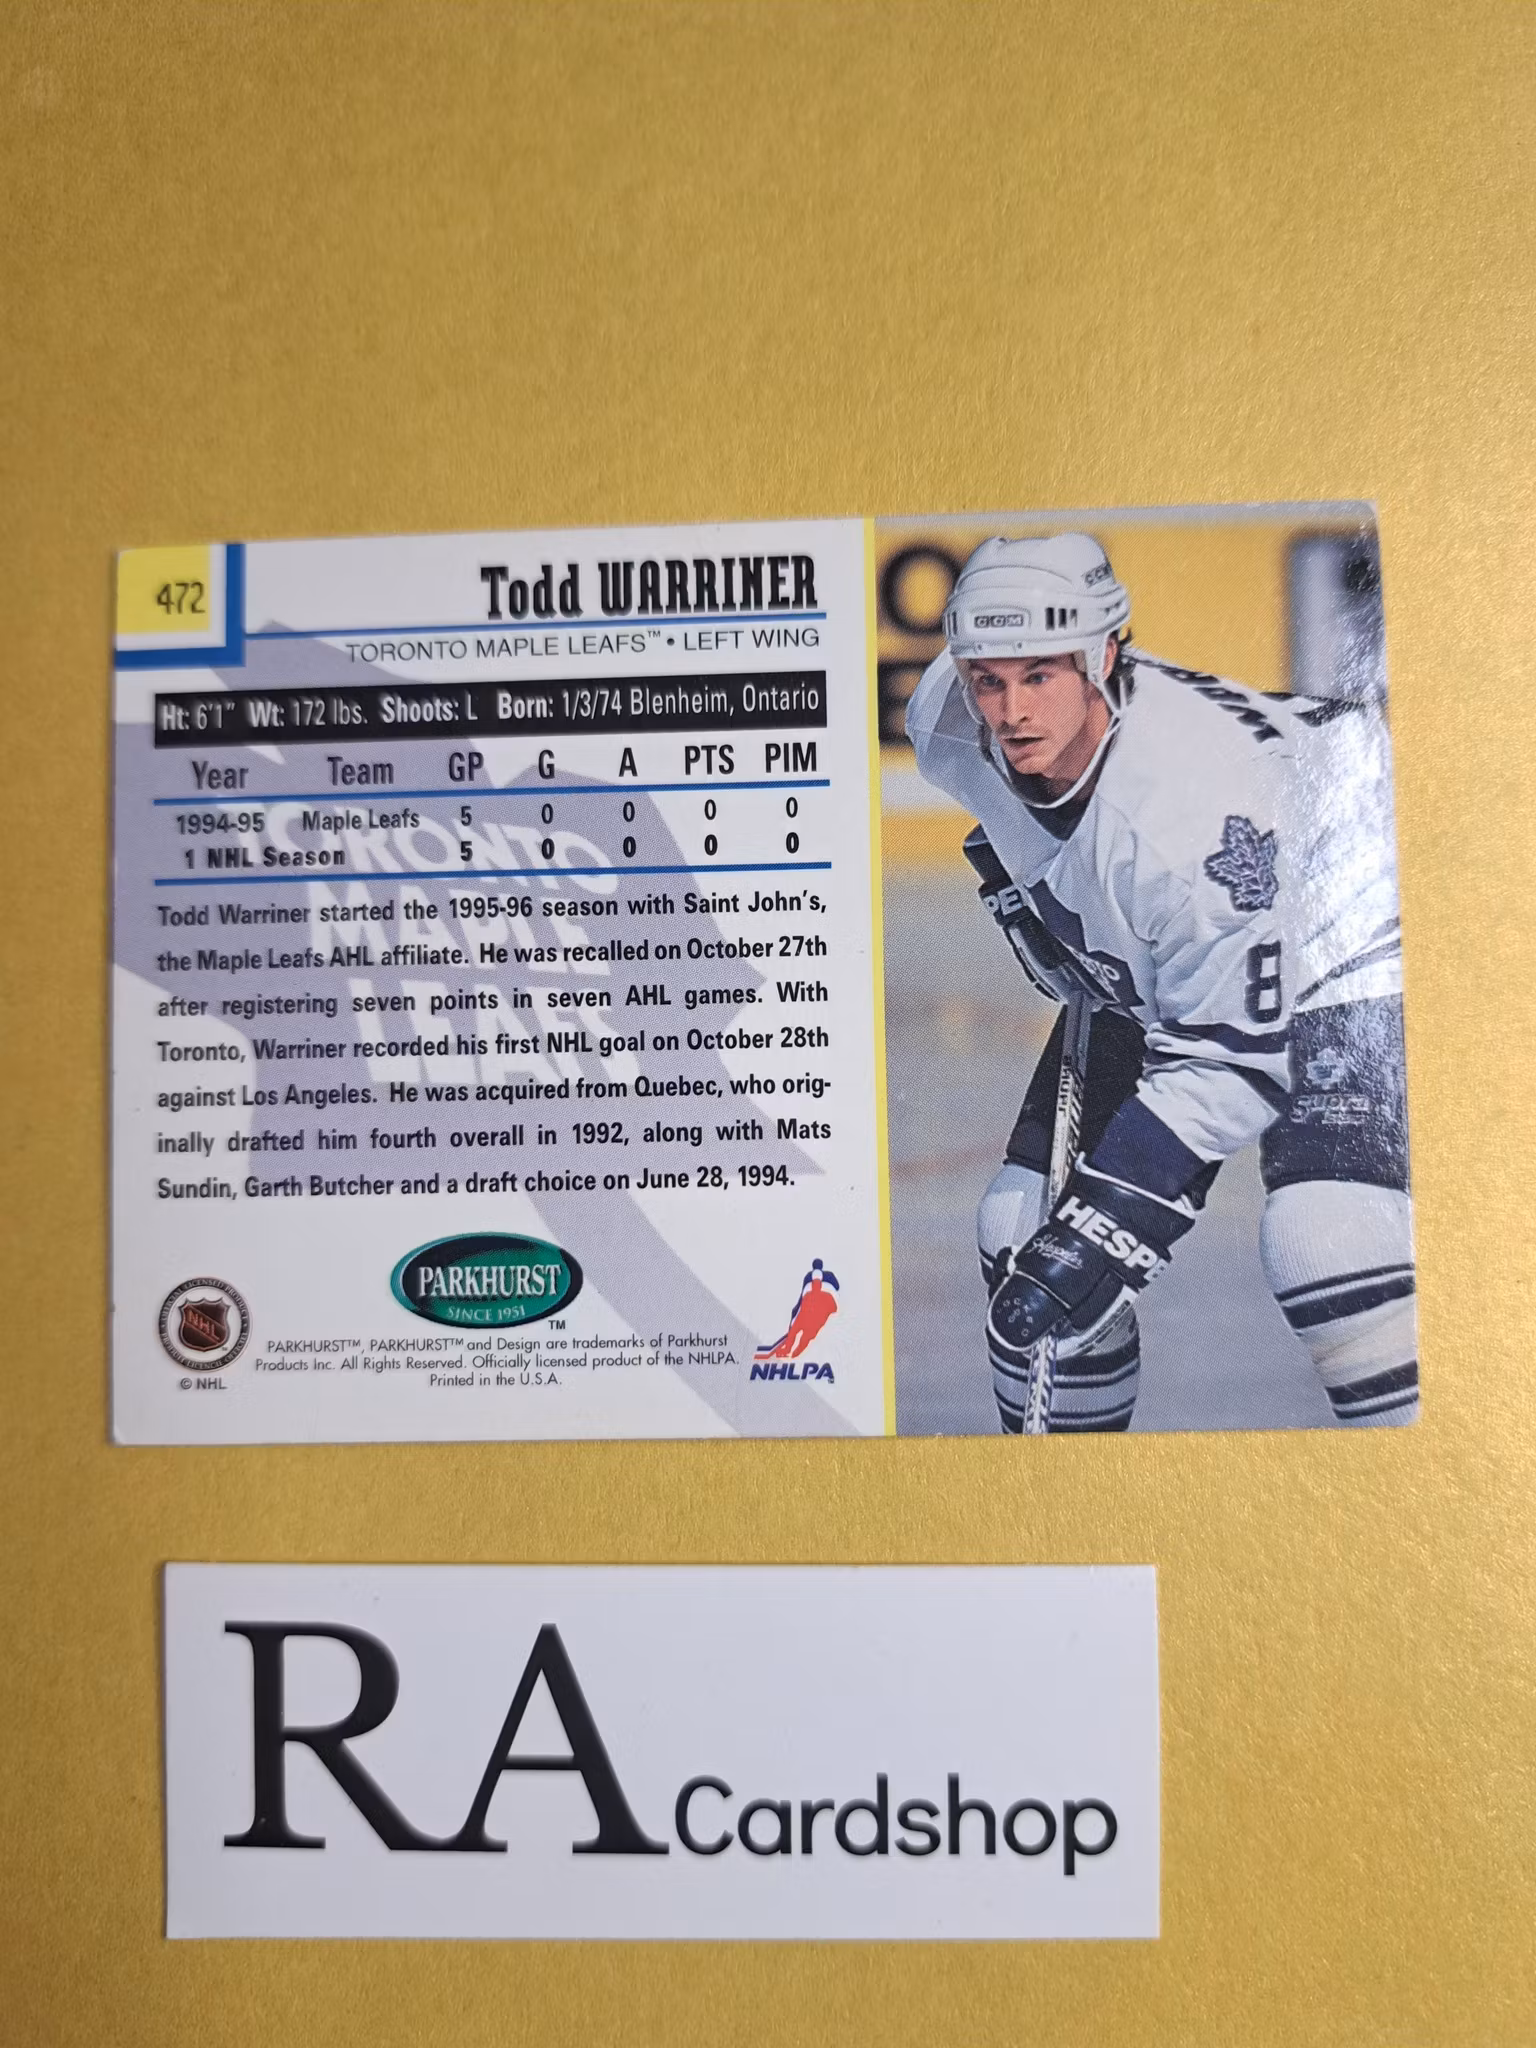 472
Todd WARRINER
TORONTO MAPLE LEAFS™ • LEFT WING
Ht: 6'1" Wt: 172 lbs. Shoots: L Born: 1/3/74 Blenheim, Ontario
Year Team GP G A PTS PIM
1994-95 Maple Leafs 5 0 0 0 0
1 NHL Season 5 0 0 0 0
Todd Warriner started the 1995-96 season with Saint John's,
the Maple Leafs AHL affiliate. He was recalled on October 27th
after registering seven points in seven AHL games. With
Toronto, Warriner recorded his first NHL goal on October 28th
against Los Angeles. He was acquired from Quebec, who orig-
inally drafted him fourth overall in 1992, along with Mats
Sundin, Garth Butcher and a draft choice on June 28, 1994.
TORONTO
MAPLE
LEAFS
PARKHURST
SINCE 1951
™
NHL
© NHL
PARKHURST™, PARKHURST™ and Design are trademarks of Parkhurst
Products Inc. All Rights Reserved. Officially licensed product of the NHLPA.
Printed in the U.S.A.
NHLPA
CCM
CCM
8
HESPE
Supra
RA Cardshop